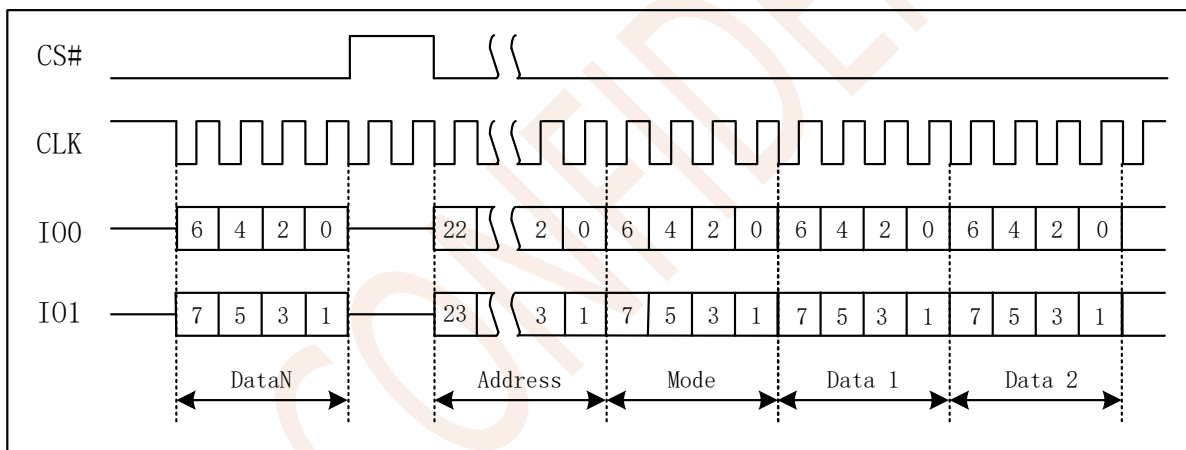 CS#
CLK
IO0 6 4 2 0 22 2 0 6 4 2 0 6 4 2 0 6 4 2 0
IO1 7 5 3 1 23 3 1 7 5 3 1 7 5 3 1 7 5 3 1
DataN Address Mode Data 1 Data 2